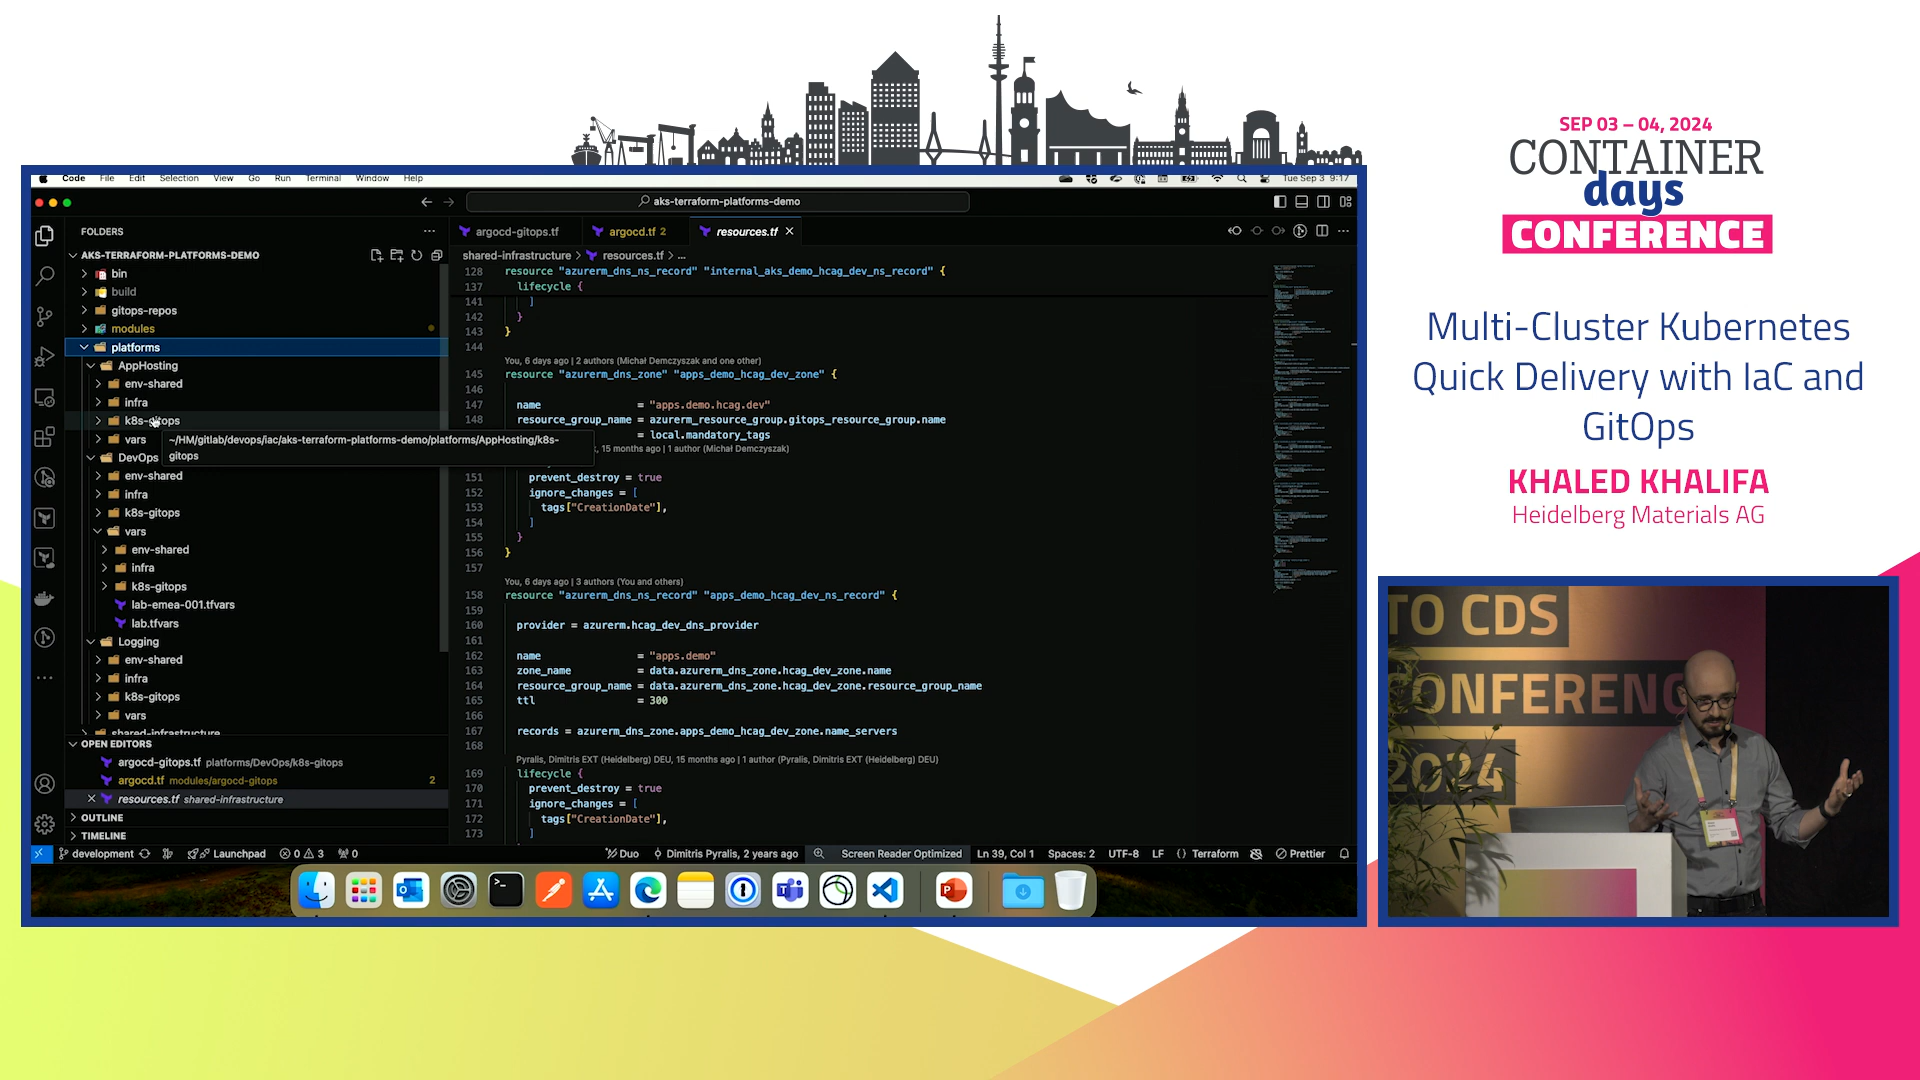 SEP 03 – 04, 2024
CONTAINER
days
CONFERENCE
Multi-Cluster Kubernetes
Quick Delivery with IaC and
GitOps
KHALED KHALIFA
Heidelberg Materials AG
Code File Edit Selection View Go Run Terminal Window Help
Tue Sep 3 9:17
aks-terraform-platforms-demo
FOLDERS
AKS-TERRAFORM-PLATFORMS-DEMO
bin
build
gitops-repos
modules
platforms
AppHosting
env-shared
infra
k8s-gitops
vars
~/HM/gitlab/devops/iac/aks-terraform-platforms-demo/platforms/AppHosting/k8s-
gitops
DevOps
env-shared
infra
k8s-gitops
vars
env-shared
infra
k8s-gitops
lab-emea-001.tfvars
lab.tfvars
Logging
env-shared
infra
k8s-gitops
vars
shared-infrastructure
OPEN EDITORS
argocd-gitops.tf platforms/DevOps/k8s-gitops
argocd.tf modules/argocd-gitops 2
resources.tf shared-infrastructure
OUTLINE
TIMELINE
argocd-gitops.tf argocd.tf 2 resources.tf
shared-infrastructure > resources.tf > ...
128 resource "azurerm_dns_ns_record" "internal_aks_demo_hcag_dev_ns_record" {
137 lifecycle {
141 ]
142 }
143 }
144
You, 6 days ago | 2 authors (Michał Demczyszak and one other)
145 resource "azurerm_dns_zone" "apps_demo_hcag_dev_zone" {
146
147 name = "apps.demo.hcag.dev"
148 resource_group_name = azurerm_resource_group.gitops_resource_group.name
= local.mandatory_tags
15 months ago | 1 author (Michał Demczyszak)
151 prevent_destroy = true
152 ignore_changes = [
153 tags["CreationDate"],
154 ]
155 }
156 }
157
You, 6 days ago | 3 authors (You and others)
158 resource "azurerm_dns_ns_record" "apps_demo_hcag_dev_ns_record" {
159
160 provider = azurerm.hcag_dev_dns_provider
161
162 name = "apps.demo"
163 zone_name = data.azurerm_dns_zone.hcag_dev_zone.name
164 resource_group_name = data.azurerm_dns_zone.hcag_dev_zone.resource_group_name
165 ttl = 300
166
167 records = azurerm_dns_zone.apps_demo_hcag_dev_zone.name_servers
168
Pyralis, Dimitris EXT (Heidelberg) DEU, 15 months ago | 1 author (Pyralis, Dimitris EXT (Heidelberg) DEU)
169 lifecycle {
170 prevent_destroy = true
171 ignore_changes = [
172 tags["CreationDate"],
173 ]
development Launchpad 0 3 0 Duo Dimitris Pyralis, 2 years ago Screen Reader Optimized Ln 39, Col 1 Spaces: 2 UTF-8 LF {} Terraform Prettier
TO CDS
ONFERENC
2024